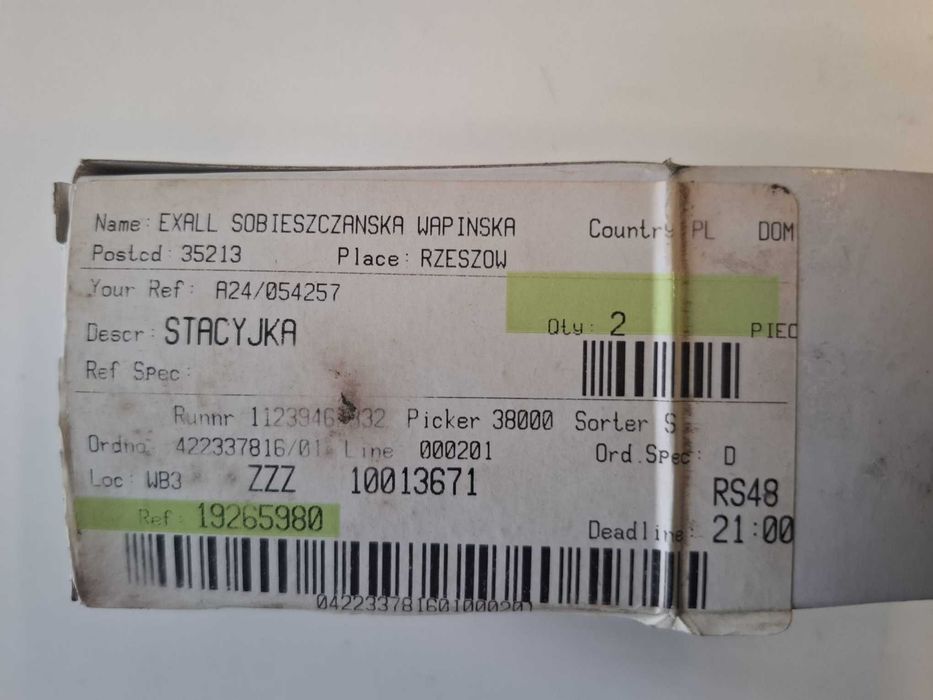 Name: EXALL SOBIESZCZANSKA WAPINSKA Country PL DOM
Postcd: 35213 Place: RZESZOW
Your Ref: A24/054257
Descr: STACYJKA Qty: 2 PIEC
Ref Spec:
Runnr Picker 38000 Sorter S
Ordno 422337816/01 Line 000201 Ord.Spec: D
Loc: WB3 ZZZ 10013671 RS48
Ref: 19265980 Deadline: 21:00
042233781601000201